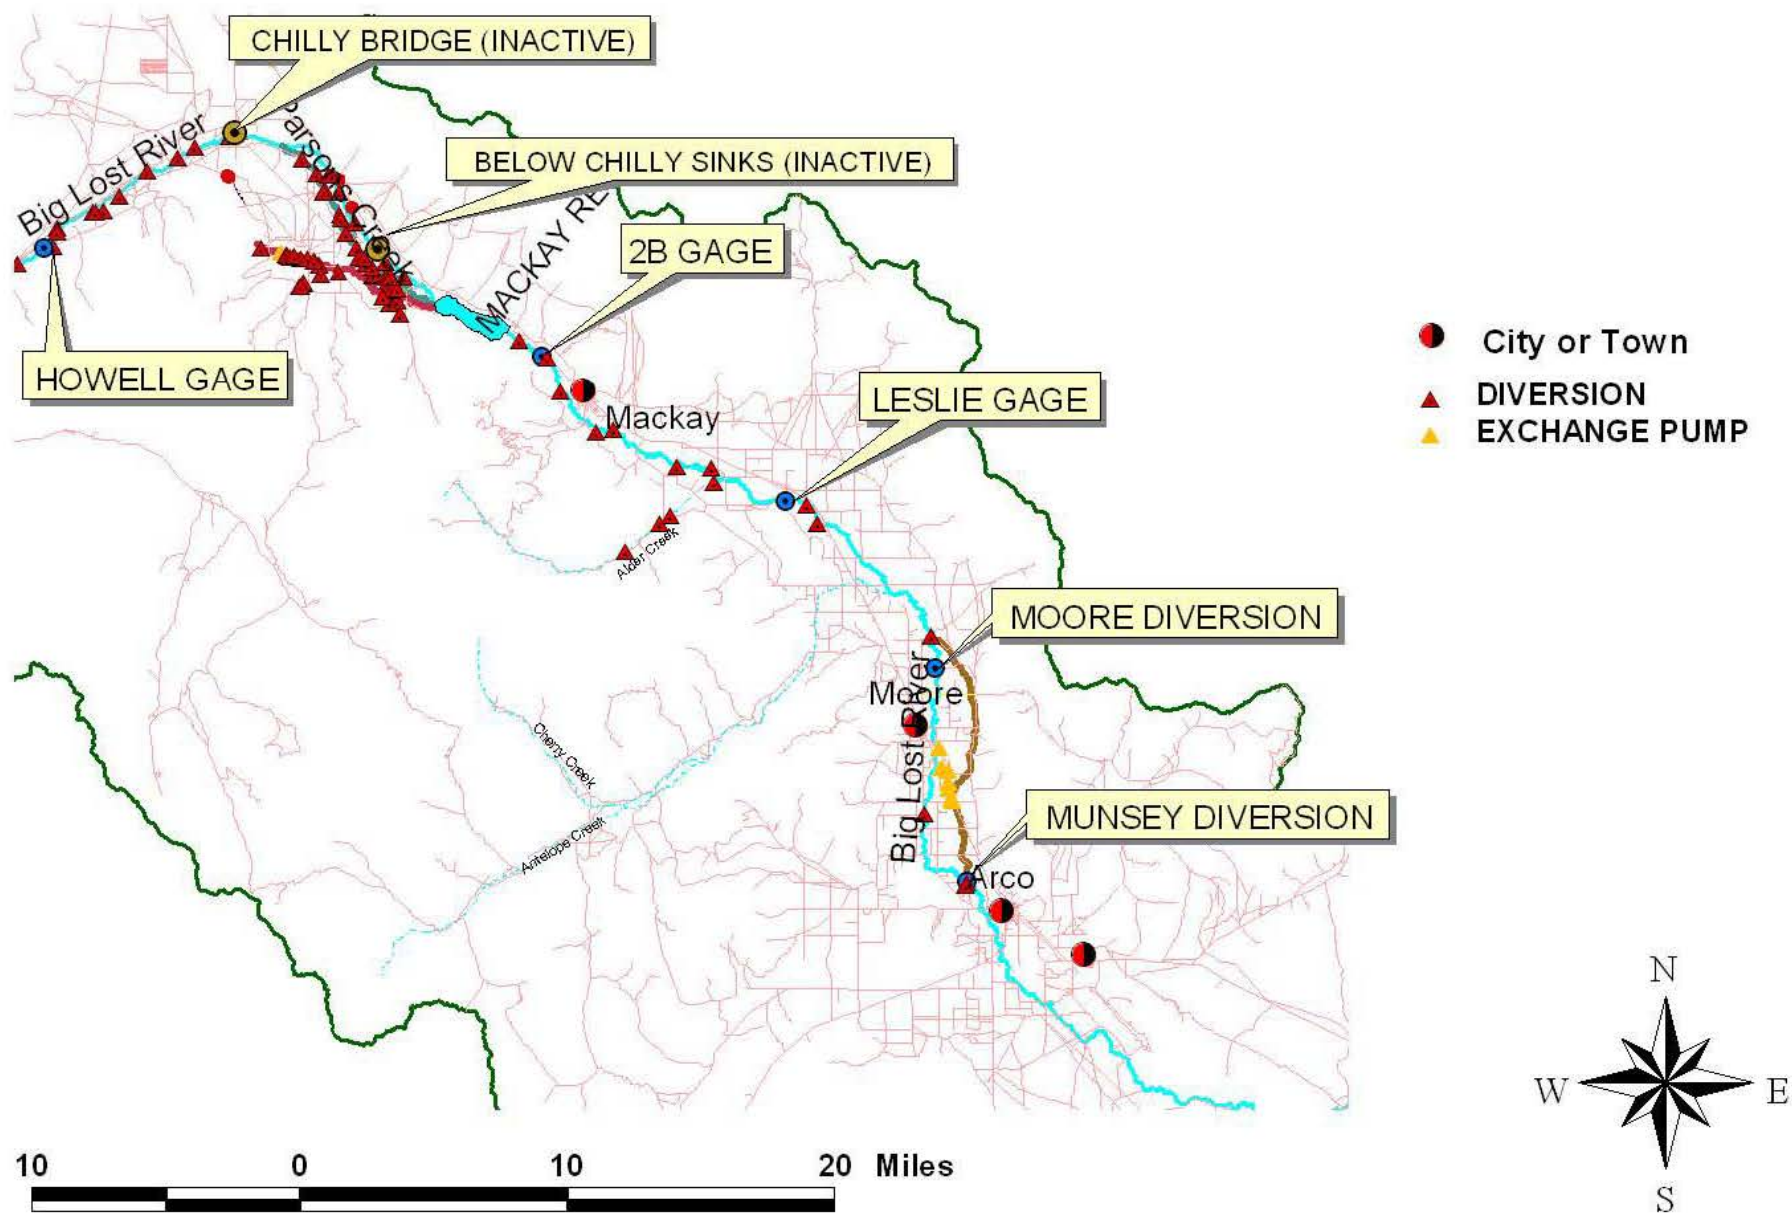 CHILLY BRIDGE (INACTIVE)
Big Lost River
Parsons Creek
BELOW CHILLY SINKS (INACTIVE)
MACKAY RE
2B GAGE
HOWELL GAGE
LESLIE GAGE
Mackay
City or Town
DIVERSION
EXCHANGE PUMP
Alder Creek
MOORE DIVERSION
Moore
Big Lost River
Cherry Creek
Antelope Creek
MUNSEY DIVERSION
Arco
N
W E
S
10 0 10 20 Miles